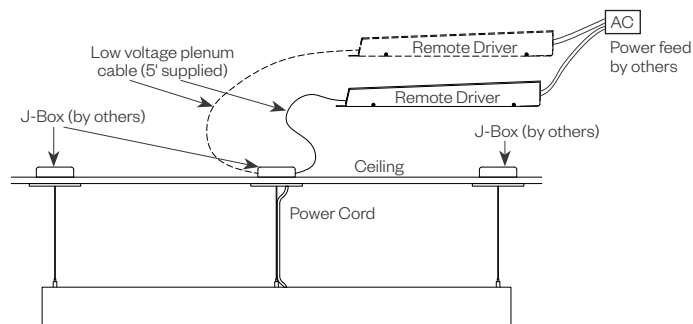 AC
Remote Driver
Power feed
by others
Low voltage plenum
cable (5' supplied)
Remote Driver
J-Box (by others)
J-Box (by others)
Ceiling
Power Cord